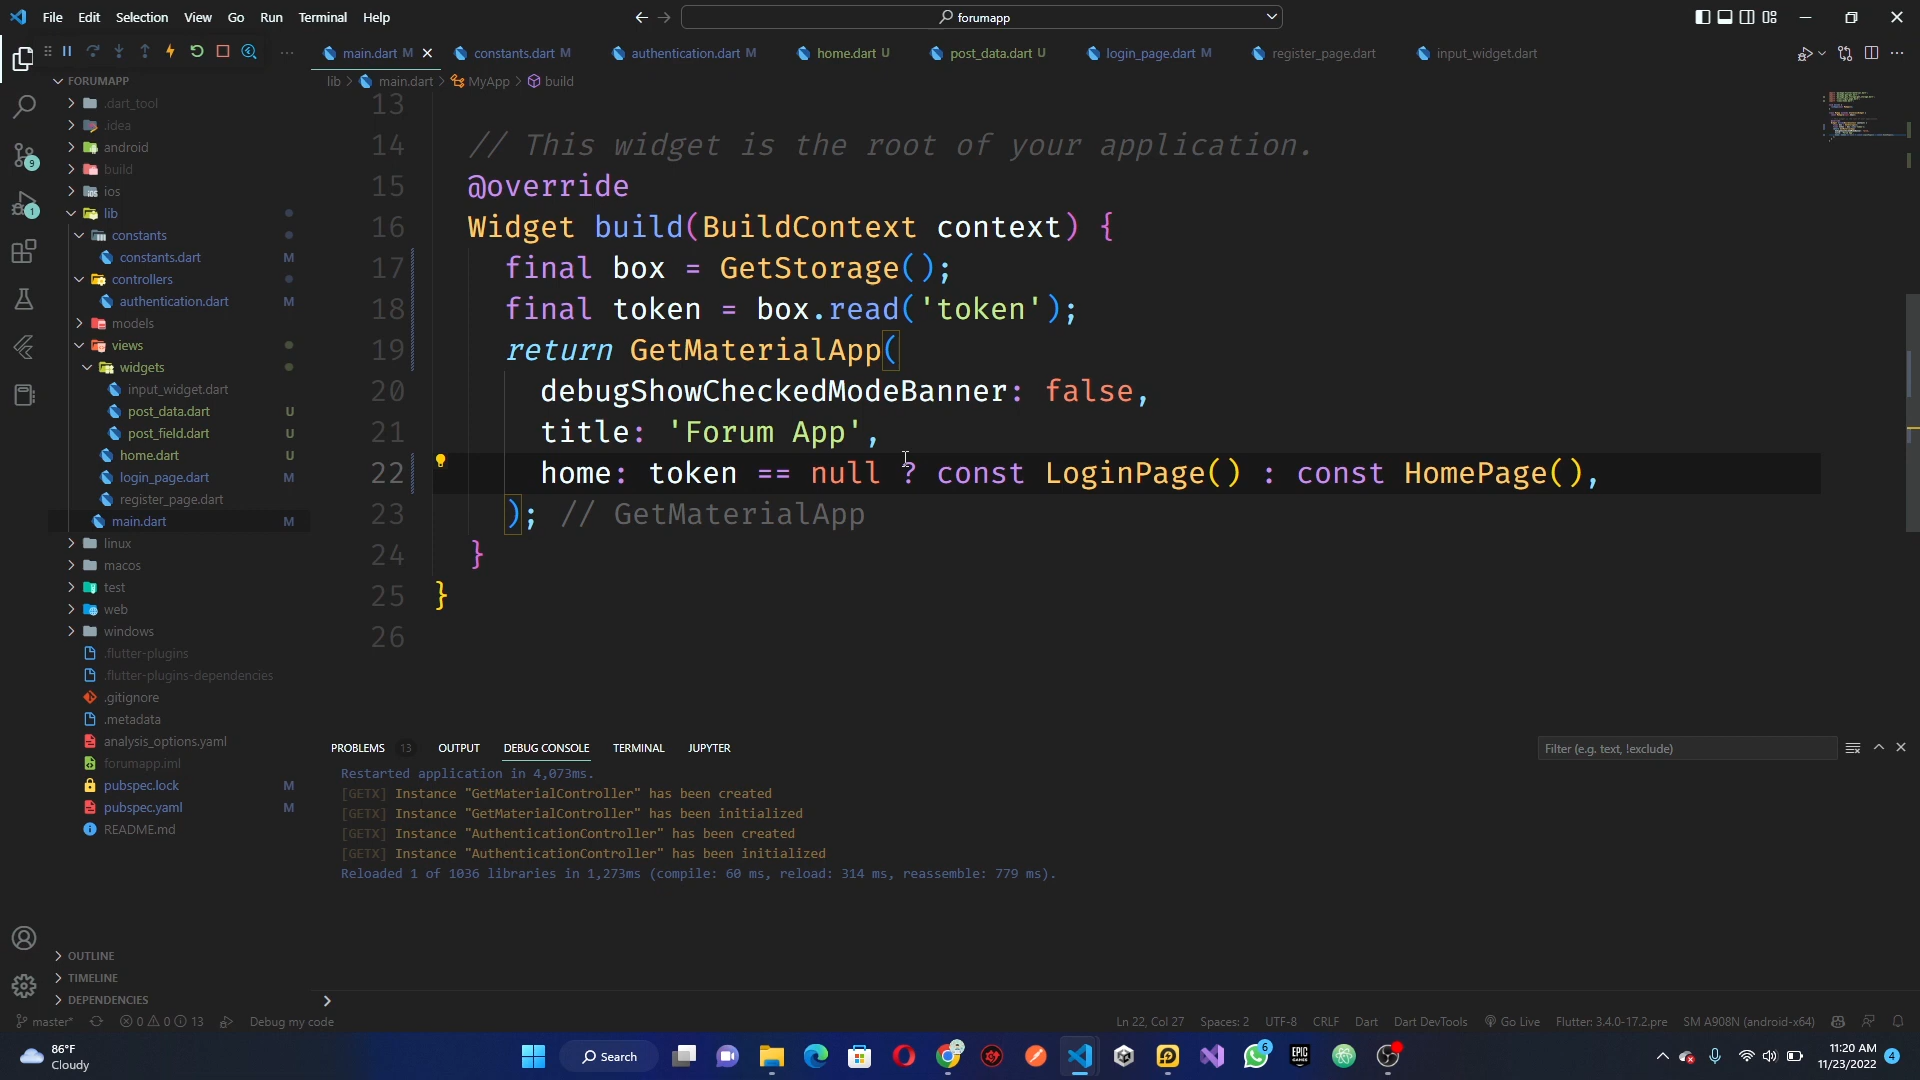 File Edit Selection View Go Run Terminal Help
forumapp
main.dart M
constants.dart M
authentication.dart M
home.dart U
post_data.dart U
login_page.dart M
register_page.dart
input_widget.dart
lib > main.dart > MyApp > build
FORUMAPP
.dart_tool
.idea
android
build
ios
lib
constants
constants.dart M
controllers
authentication.dart M
models
views
widgets
input_widget.dart
post_data.dart U
post_field.dart U
home.dart U
login_page.dart M
register_page.dart
main.dart M
linux
macos
test
web
windows
.flutter-plugins
.flutter-plugins-dependencies
.gitignore
.metadata
analysis_options.yaml
forumapp.iml
pubspec.lock M
pubspec.yaml M
README.md
OUTLINE
TIMELINE
DEPENDENCIES
9
1
13
14 // This widget is the root of your application.
15 @override
16 Widget build(BuildContext context) {
17 final box = GetStorage();
18 final token = box.read('token');
19 return GetMaterialApp(
20 debugShowCheckedModeBanner: false,
21 title: 'Forum App',
22 home: token == null ? const LoginPage() : const HomePage(),
23 ); // GetMaterialApp
24 }
25 }
26
PROBLEMS 13 OUTPUT DEBUG CONSOLE TERMINAL JUPYTER
Filter (e.g. text, !exclude)
Restarted application in 4,073ms.
[GETX] Instance "GetMaterialController" has been created
[GETX] Instance "GetMaterialController" has been initialized
[GETX] Instance "AuthenticationController" has been created
[GETX] Instance "AuthenticationController" has been initialized
Reloaded 1 of 1036 libraries in 1,273ms (compile: 60 ms, reload: 314 ms, reassemble: 779 ms).
master* 0 0 13 Debug my code
Ln 22, Col 27 Spaces: 2 UTF-8 CRLF Dart Dart DevTools Go Live Flutter: 3.4.0-17.2.pre SM A908N (android-x64)
86°F
Cloudy
Search
6
EPIC GAMES
11:20 AM
11/23/2022
4